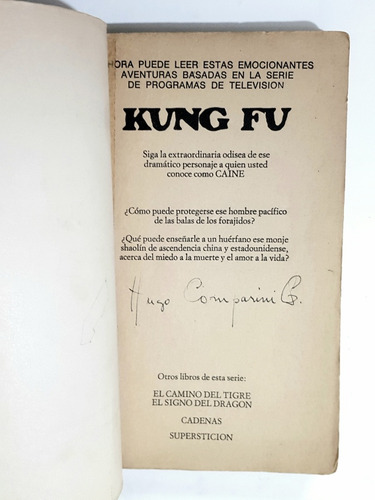 ORA PUEDE LEER ESTAS EMOCIONANTES
AVENTURAS BASADAS EN LA SERIE
DE PROGRAMAS DE TELEVISION
KUNG FU
Siga la extraordinaria odisea de ese
dramático personaje a quien usted
conoce como CAINE
¿Cómo puede protegerse ese hombre pacífico
de las balas de los forajidos?
¿Qué puede enseñarle a un huérfano ese monje
shaolín de ascendencia china y estadounidense,
acerca del miedo a la muerte y el amor a la vida?
Hugo Comparini G.
Otros libros de esta serie:
EL CAMINO DEL TIGRE
EL SIGNO DEL DRAGON
CADENAS
SUPERSTICION